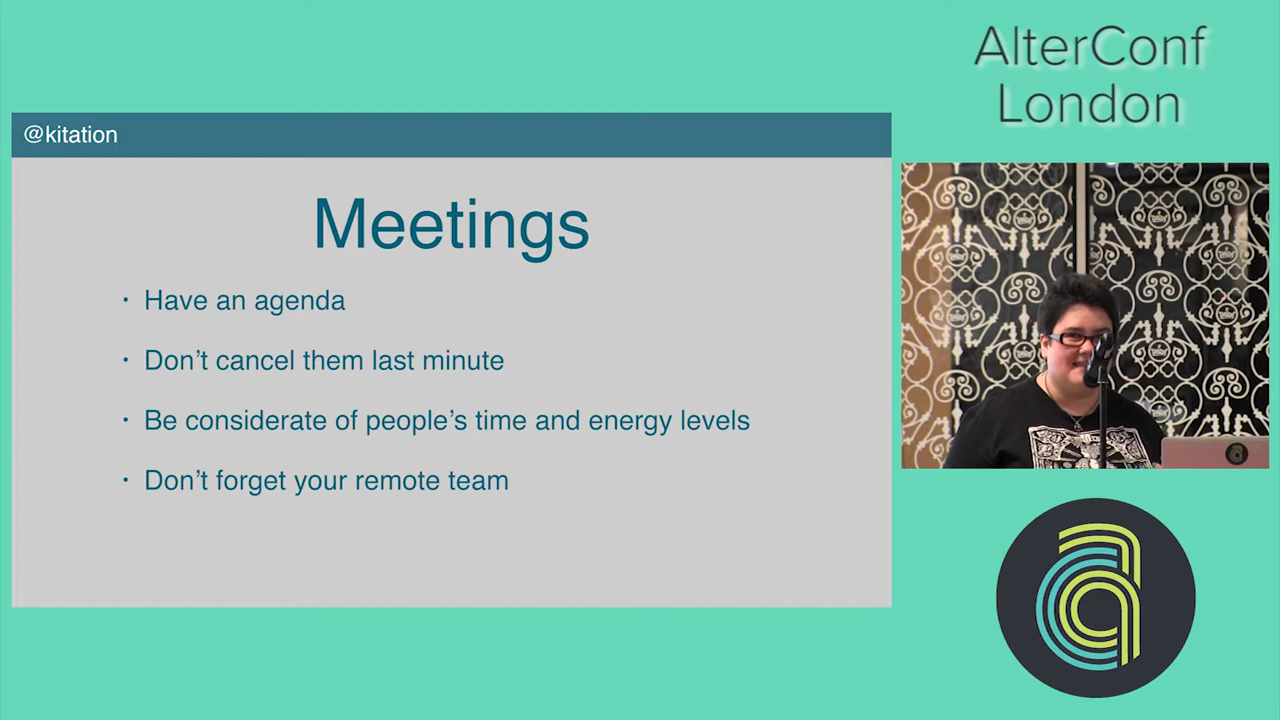 AlterConf
London
@kitation
Meetings
• Have an agenda
• Don't cancel them last minute
• Be considerate of people's time and energy levels
• Don't forget your remote team